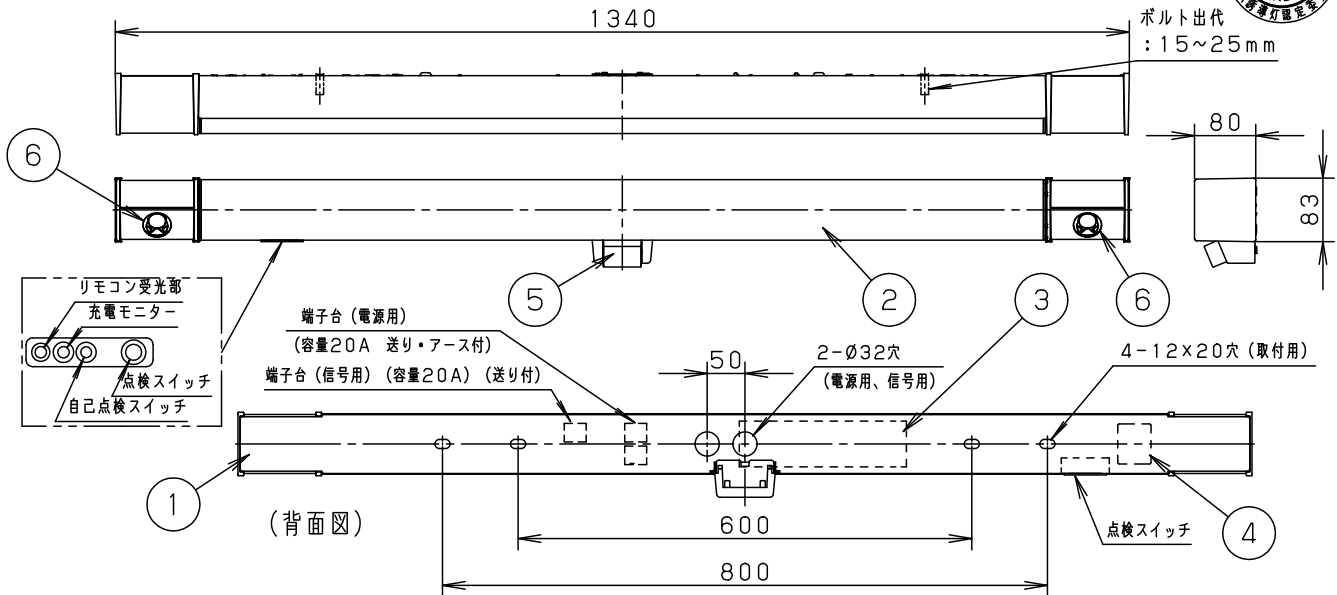 1340
ボルト出代
:15~25mm
80
83
6
5
2
3
6
リモコン受光部
充電モニター
点検スイッチ
自己点検スイッチ
端子台(電源用)
(容量20A 送り・アース付)
端子台(信号用)(容量20A)(送り付)
50
2-Ø32穴
(電源用、信号用)
4-12×20穴(取付用)
1
(背面図)
600
800
点検スイッチ
4